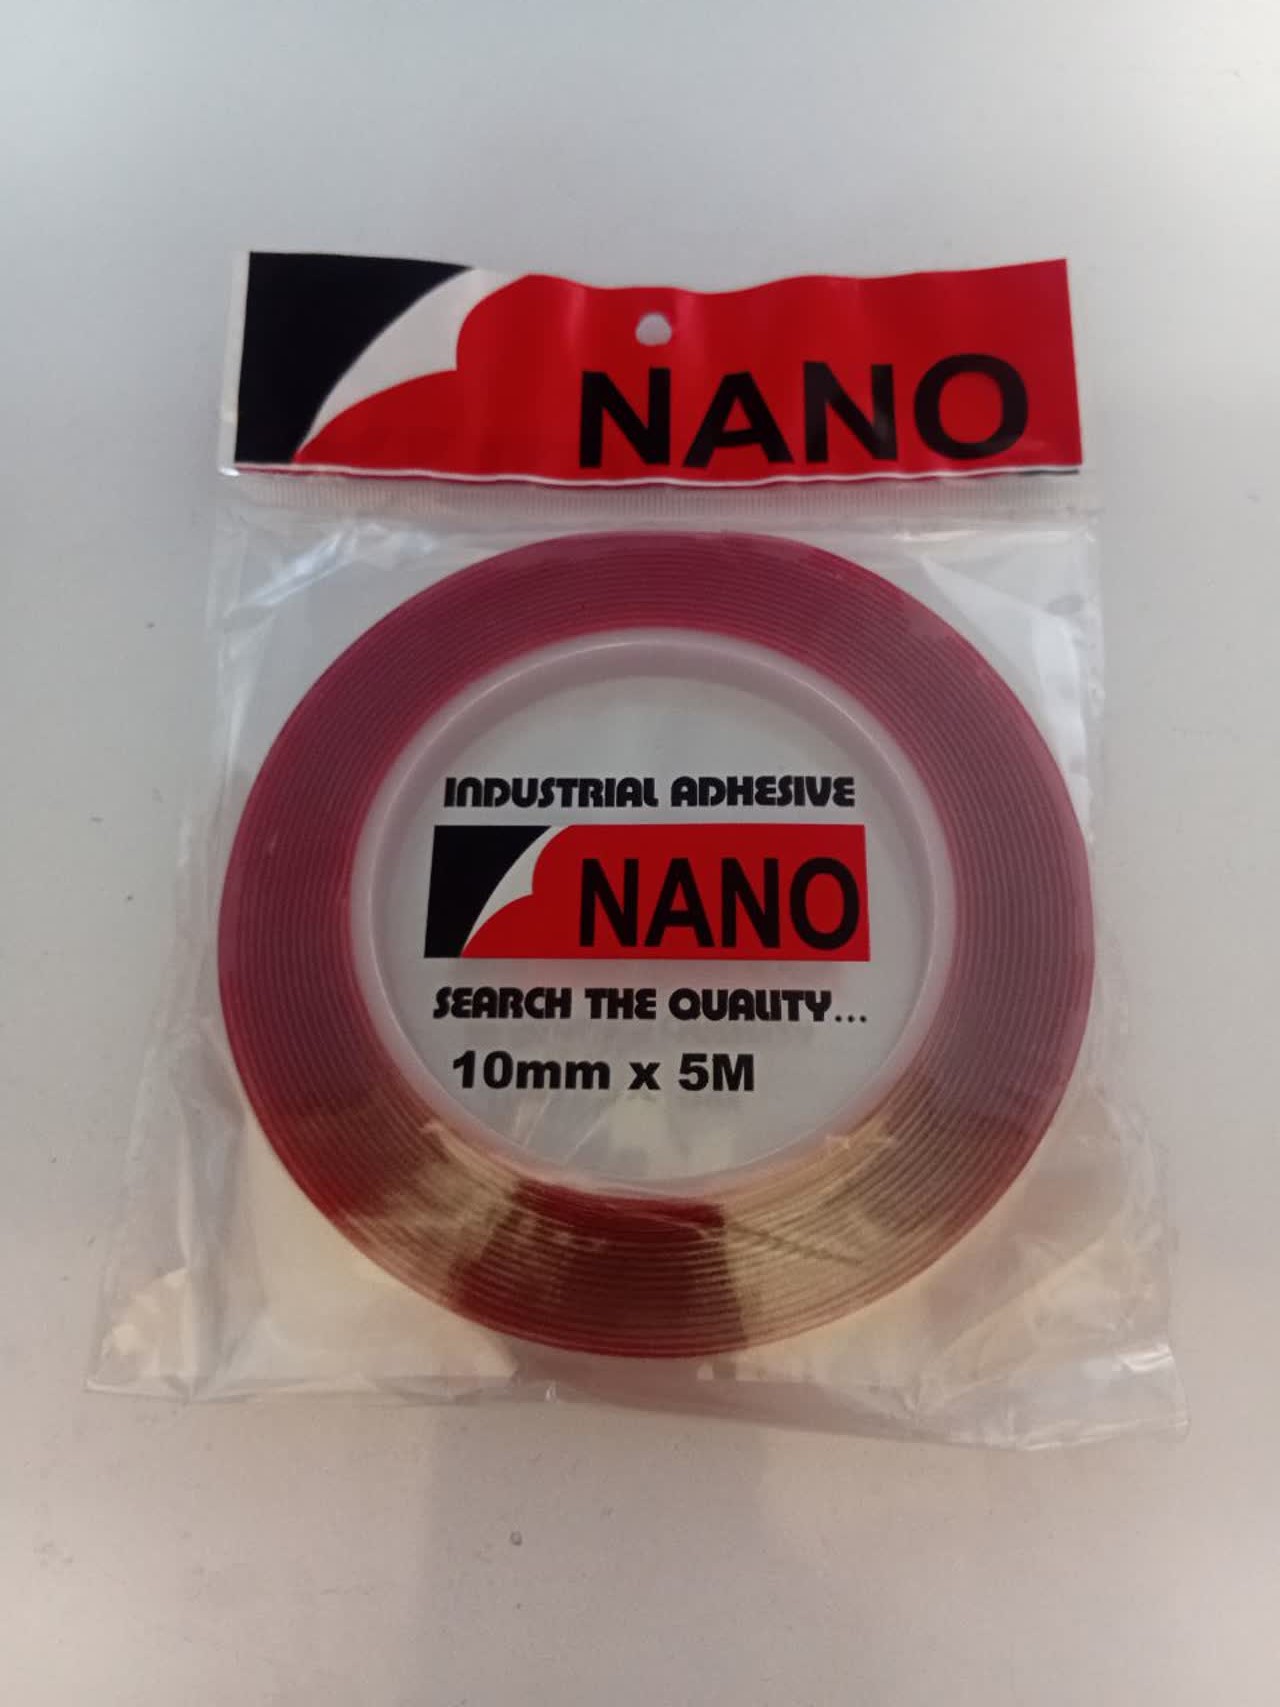 NANO
INDUSTRIAL ADHESIVE
NANO
SEARCH THE QUALITY...
10mm x 5M